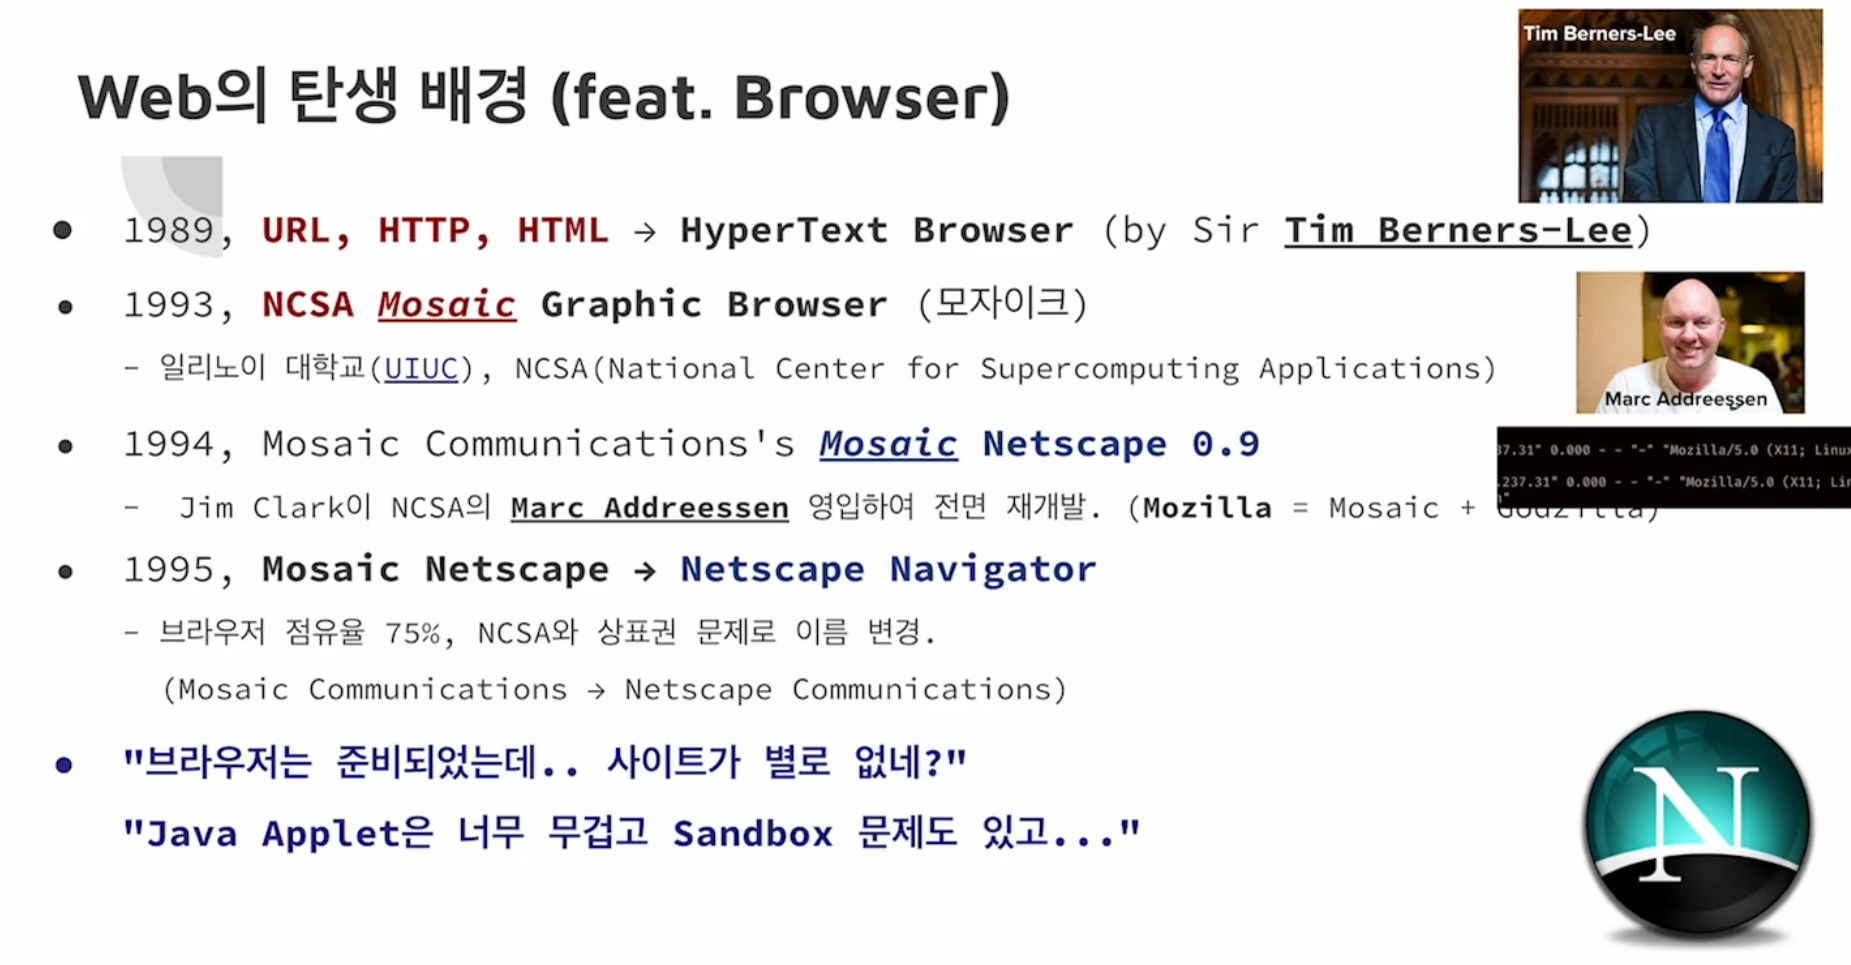 Web의 탄생 배경 (feat. Browser)
Tim Berners-Lee
• 1989, URL, HTTP, HTML → HyperText Browser (by Sir Tim Berners-Lee)
• 1993, NCSA Mosaic Graphic Browser (모자이크)
- 일리노이 대학교(UIUC), NCSA(National Center for Supercomputing Applications)
Marc Addreessen
• 1994, Mosaic Communications's Mosaic Netscape 0.9
37.31" 0.000 - - "-" "Mozilla/5.0 (X11; Linux
.237.31" 0.000 - - "-" "Mozilla/5.0 (X11; Lin
- Jim Clark이 NCSA의 Marc Addreessen 영입하여 전면 재개발. (Mozilla = Mosaic + Godzilla)
• 1995, Mosaic Netscape → Netscape Navigator
- 브라우저 점유율 75%, NCSA와 상표권 문제로 이름 변경.
(Mosaic Communications → Netscape Communications)
• "브라우저는 준비되었는데.. 사이트가 별로 없네?"
"Java Applet은 너무 무겁고 Sandbox 문제도 있고..."
N